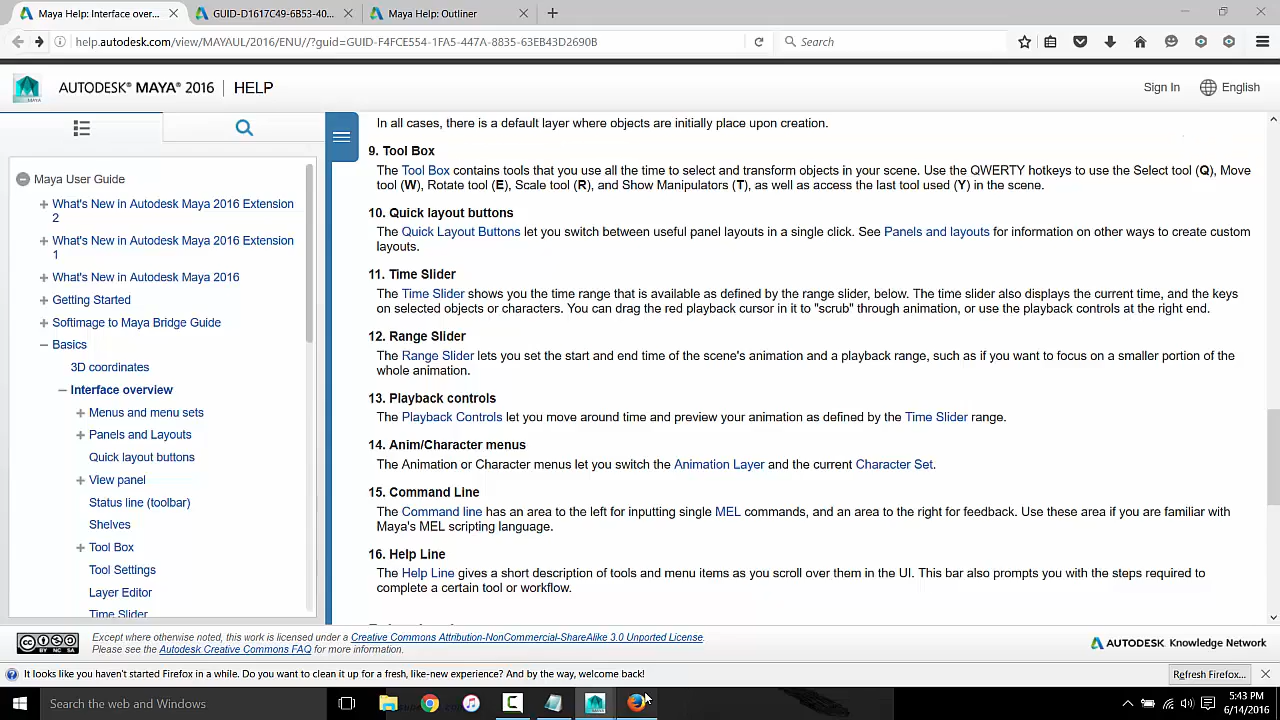 Maya Help: Interface over...
GUID-D1617C49-6B53-40...
Maya Help: Outliner
help.autodesk.com/view/MAYAUL/2016/ENU//?guid=GUID-F4FCE554-1FA5-447A-8835-63EB43D2690B
Search
AUTODESK® MAYA® 2016 | HELP
Sign In
English
Maya User Guide
What's New in Autodesk Maya 2016 Extension
2
What's New in Autodesk Maya 2016 Extension
1
What's New in Autodesk Maya 2016
Getting Started
Softimage to Maya Bridge Guide
Basics
3D coordinates
Interface overview
Menus and menu sets
Panels and Layouts
Quick layout buttons
View panel
Status line (toolbar)
Shelves
Tool Box
Tool Settings
Layer Editor
Time Slider
In all cases, there is a default layer where objects are initially place upon creation.
9. Tool Box
The Tool Box contains tools that you use all the time to select and transform objects in your scene. Use the QWERTY hotkeys to use the Select tool (Q), Move
tool (W), Rotate tool (E), Scale tool (R), and Show Manipulators (T), as well as access the last tool used (Y) in the scene.
10. Quick layout buttons
The Quick Layout Buttons let you switch between useful panel layouts in a single click. See Panels and layouts for information on other ways to create custom
layouts.
11. Time Slider
The Time Slider shows you the time range that is available as defined by the range slider, below. The time slider also displays the current time, and the keys
on selected objects or characters. You can drag the red playback cursor in it to "scrub" through animation, or use the playback controls at the right end.
12. Range Slider
The Range Slider lets you set the start and end time of the scene's animation and a playback range, such as if you want to focus on a smaller portion of the
whole animation.
13. Playback controls
The Playback Controls let you move around time and preview your animation as defined by the Time Slider range.
14. Anim/Character menus
The Animation or Character menus let you switch the Animation Layer and the current Character Set.
15. Command Line
The Command line has an area to the left for inputting single MEL commands, and an area to the right for feedback. Use these area if you are familiar with
Maya's MEL scripting language.
16. Help Line
The Help Line gives a short description of tools and menu items as you scroll over them in the UI. This bar also prompts you with the steps required to
complete a certain tool or workflow.
Except where otherwise noted, this work is licensed under a Creative Commons Attribution-NonCommercial-ShareAlike 3.0 Unported License.
Please see the Autodesk Creative Commons FAQ for more information.
AUTODESK Knowledge Network
It looks like you haven't started Firefox in a while. Do you want to clean it up for a fresh, like-new experience? And by the way, welcome back!
Refresh Firefox...
Search the web and Windows
5:43 PM
6/14/2016